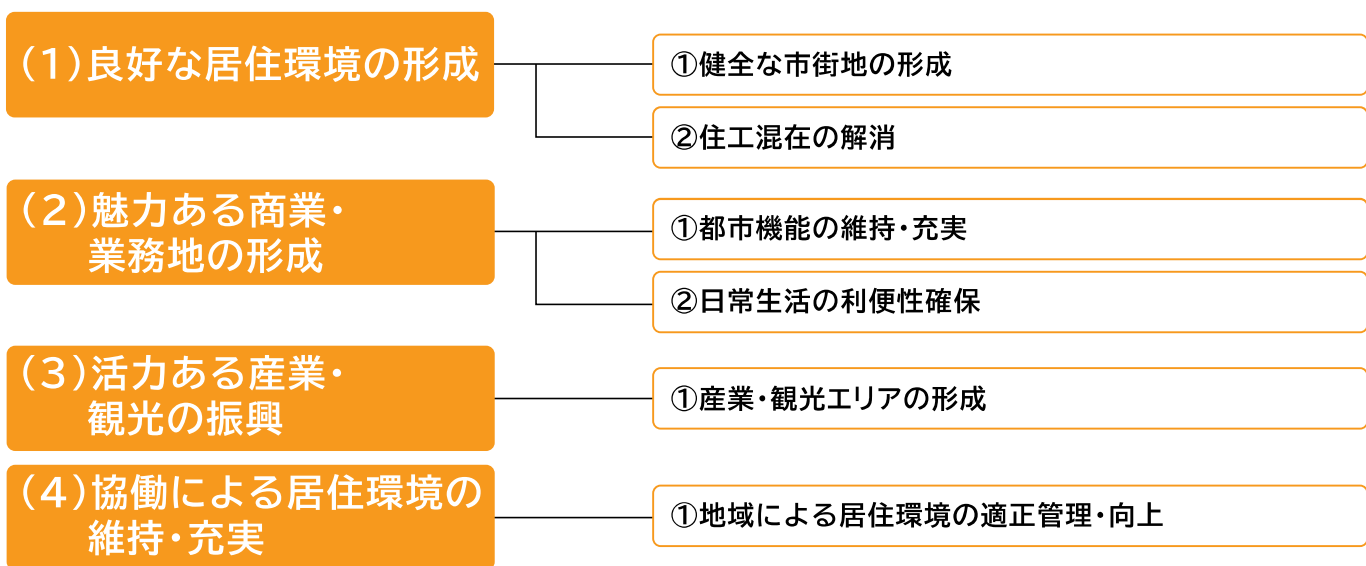 （1）良好な居住環境の形成
①健全な市街地の形成
②住工混在の解消
（2）魅力ある商業・
業務地の形成
①都市機能の維持・充実
②日常生活の利便性確保
（3）活力ある産業・
観光の振興
①産業・観光エリアの形成
（4）協働による居住環境の
維持・充実
①地域による居住環境の適正管理・向上